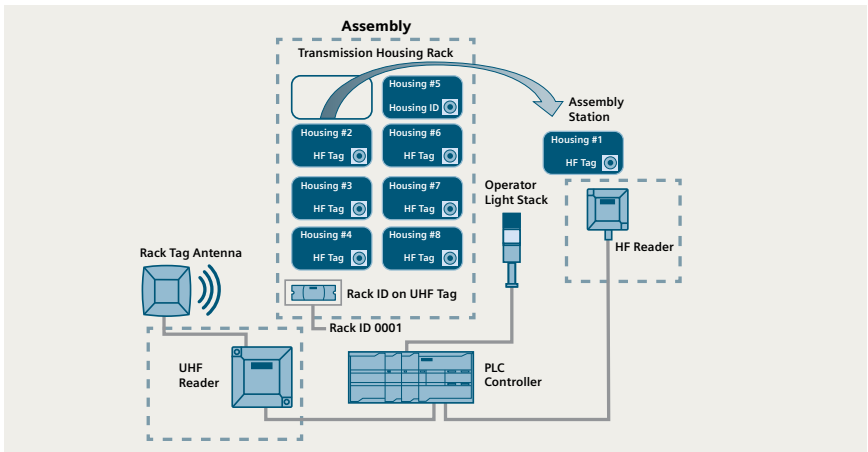 Assembly
Transmission Housing Rack
Housing #5
Housing ID
Housing #2
HF Tag
Housing #6
HF Tag
Housing #3
HF Tag
Housing #7
HF Tag
Housing #4
HF Tag
Housing #8
HF Tag
Rack ID on UHF Tag
Rack ID 0001
Assembly
Station
Housing #1
HF Tag
HF Reader
Operator
Light Stack
Rack Tag Antenna
UHF
Reader
PLC
Controller